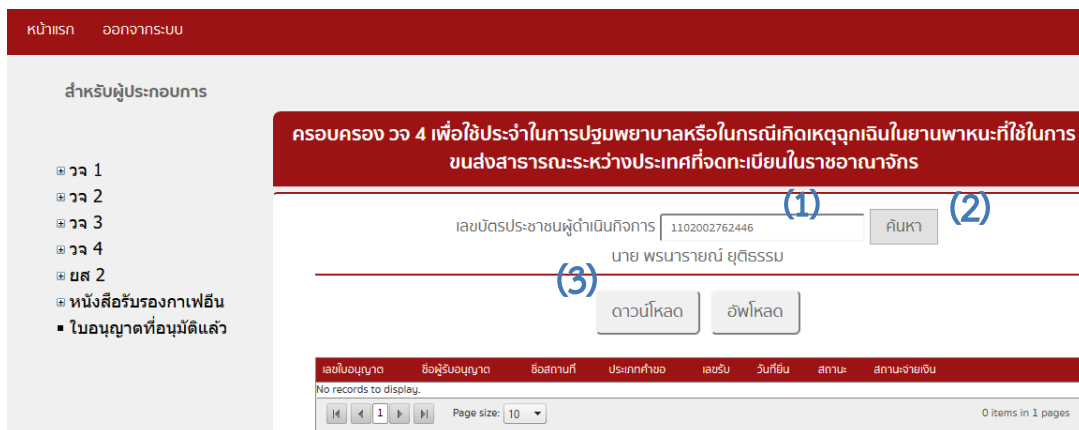 หน้าแรก ออกจากระบบ
สำหรับผู้ประกอบการ
ครอบครอง วจ 4 เพื่อใช้ประจำในการปฐมพยาบาลหรือในกรณีเกิดเหตุฉุกเฉินในยานพาหนะที่ใช้ในการ
ขนส่งสาธารณะระหว่างประเทศที่จดทะเบียนในราชอาณาจักร
วจ 1
วจ 2
วจ 3
วจ 4
ยส 2
หนังสือรับรองกาเฟอีน
ใบอนุญาตที่อนุมัติแล้ว
(1) (2)
เลขบัตรประชาชนผู้ดำเนินกิจการ 1102002762446 ค้นหา
นาย พรนารายณ์ ยุติธรรม
(3)
ดาวน์โหลด อัพโหลด
เลขใบอนุญาต ชื่อผู้รับอนุญาต ชื่อสถานที่ ประเภทคำขอ เลขรับ วันที่ยื่น สถานะ สถานะจ่ายเงิน
No records to display.
1 Page size: 10 0 items in 1 pages